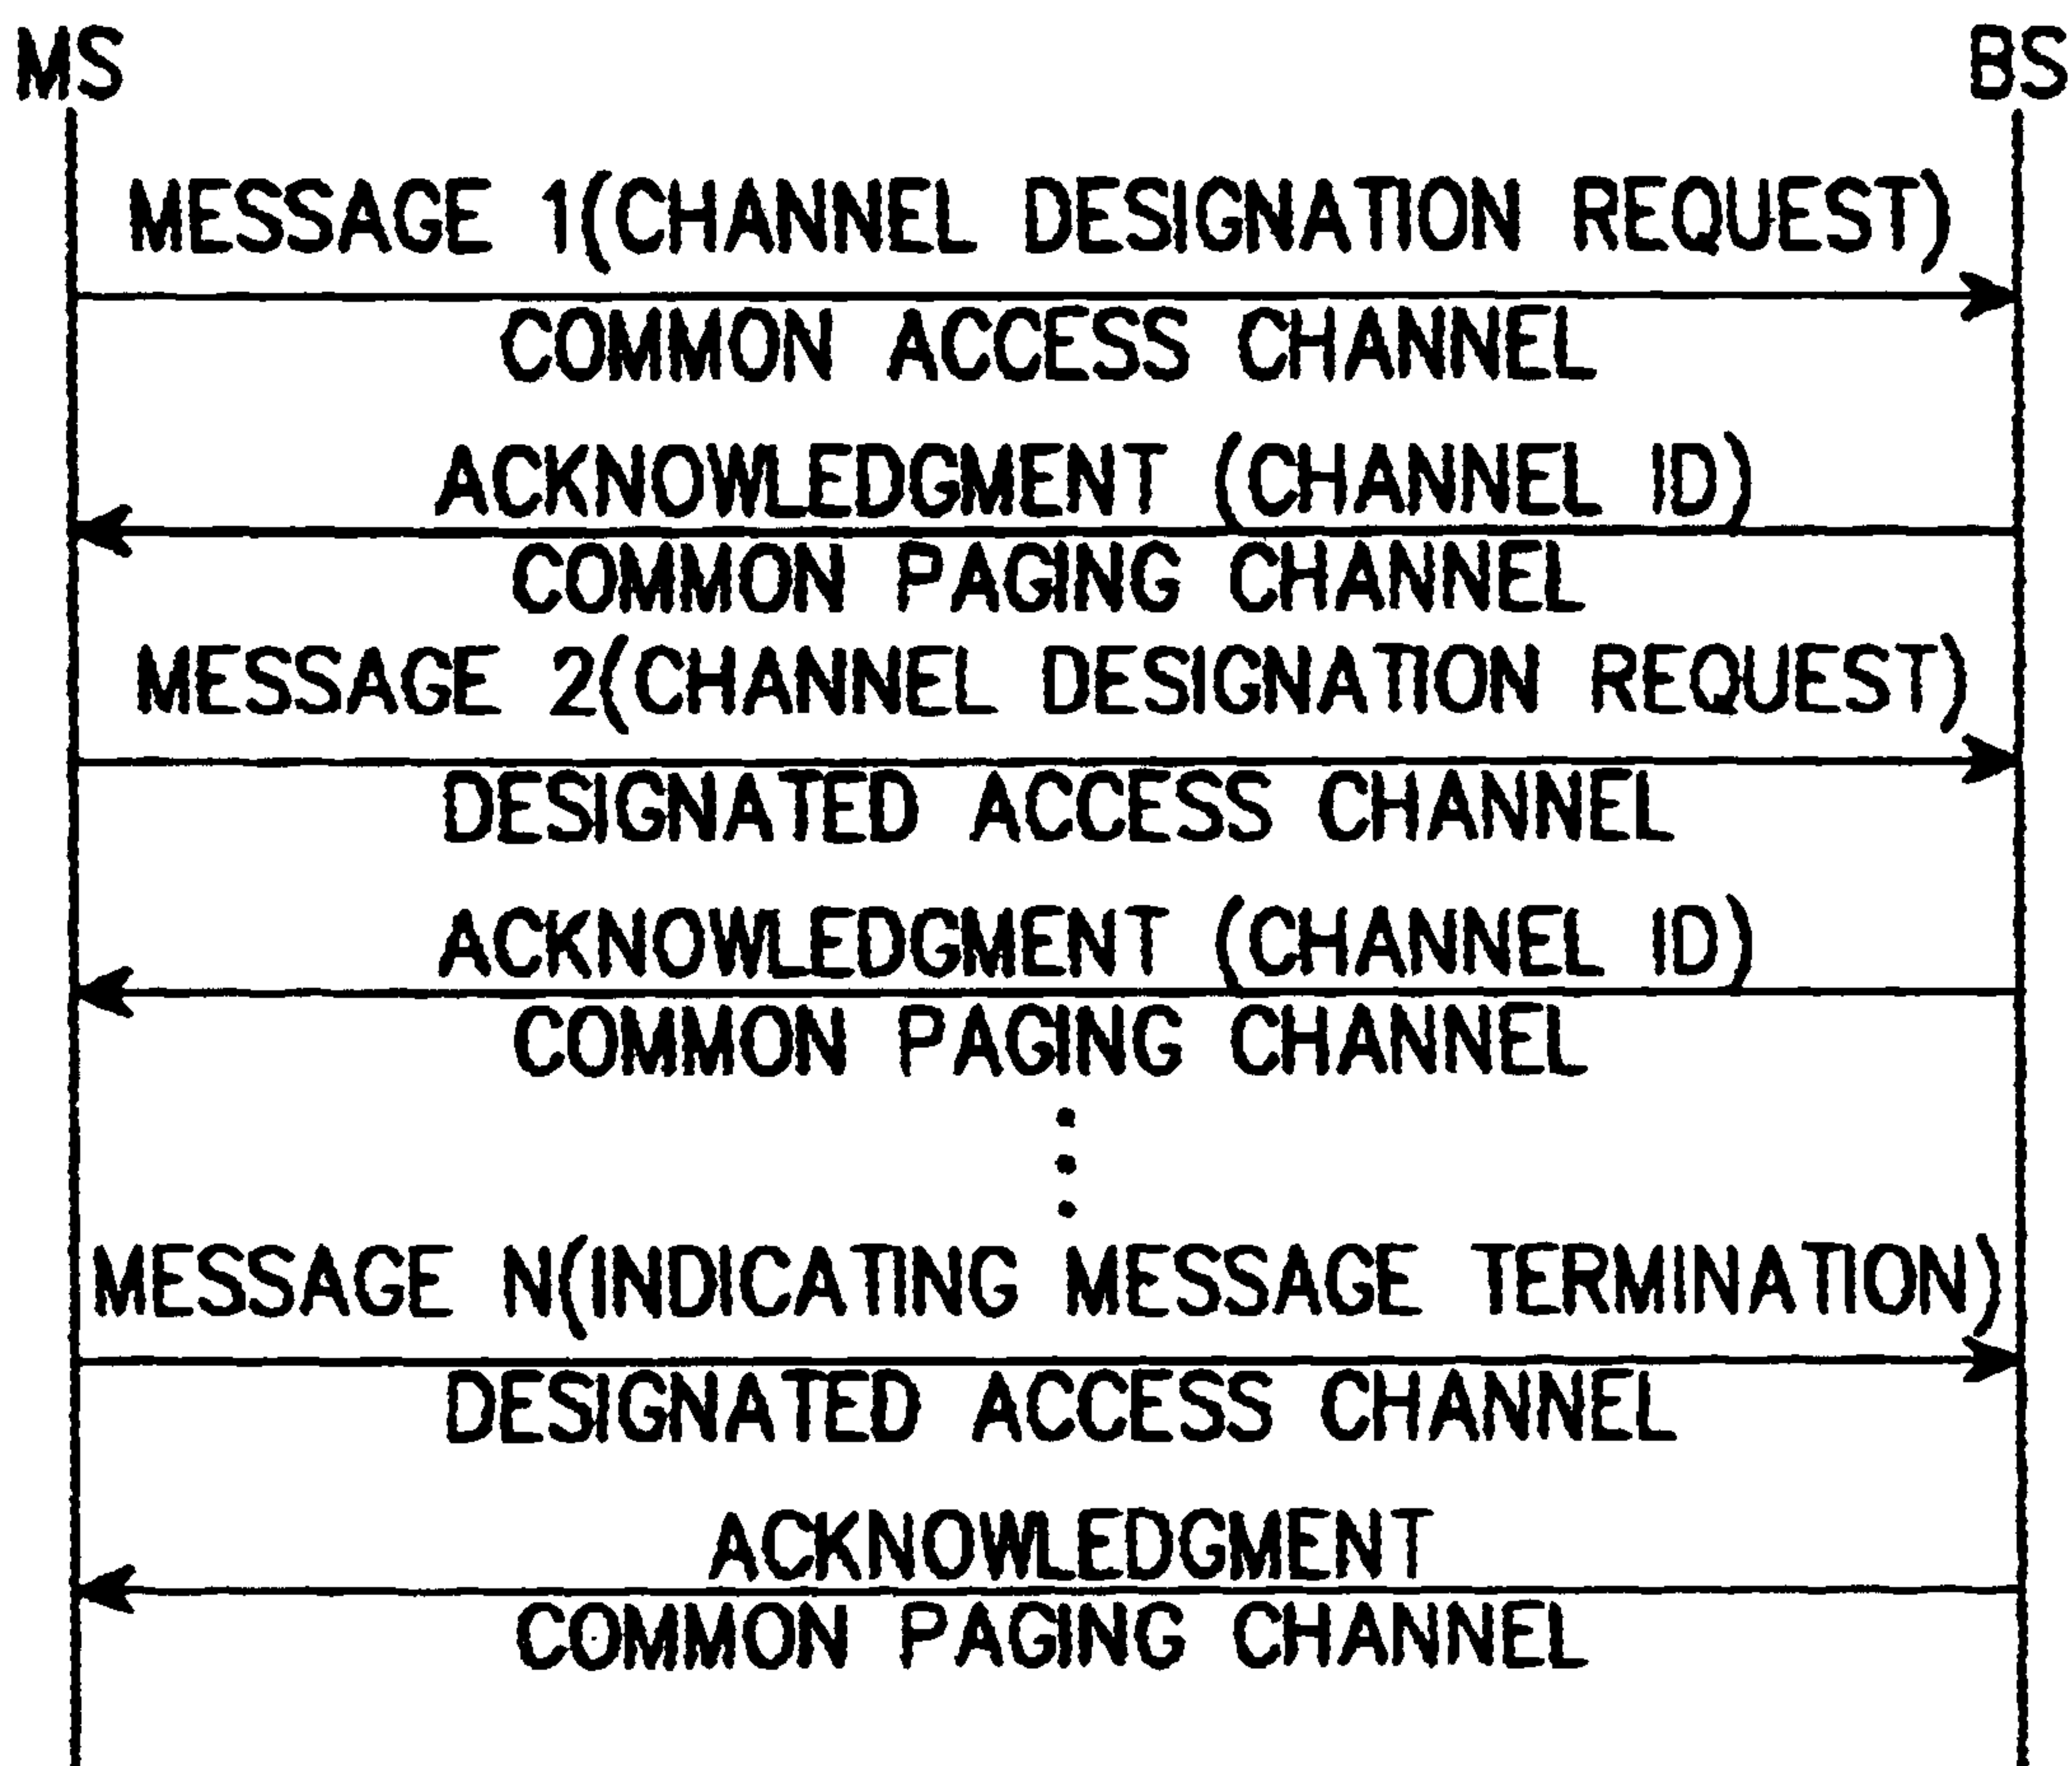 MS BS
MESSAGE 1(CHANNEL DESIGNATION REQUEST)
COMMON ACCESS CHANNEL
ACKNOWLEDGMENT (CHANNEL ID)
COMMON PAGING CHANNEL
MESSAGE 2(CHANNEL DESIGNATION REQUEST)
DESIGNATED ACCESS CHANNEL
ACKNOWLEDGMENT (CHANNEL ID)
COMMON PAGING CHANNEL
MESSAGE N(INDICATING MESSAGE TERMINATION)
DESIGNATED ACCESS CHANNEL
ACKNOWLEDGMENT
COMMON PAGING CHANNEL